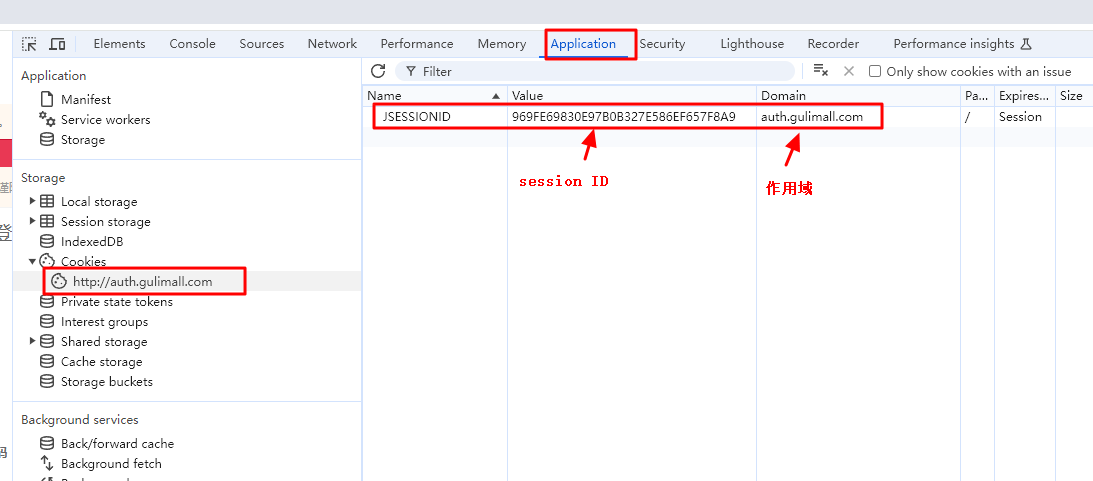 Elements Console Sources Network Performance Memory Application Security Lighthouse Recorder Performance insights
Application
Manifest
Service workers
Storage
Storage
Local storage
Session storage
IndexedDB
Cookies
http://auth.gulimall.com
Private state tokens
Interest groups
Shared storage
Cache storage
Storage buckets
Background services
Back/forward cache
Background fetch
Filter
Only show cookies with an issue
Name Value Domain Pa... Expires... Size
JSESSIONID 969FE69830E97B0B327E586EF657F8A9 auth.gulimall.com / Session
session ID
作用域